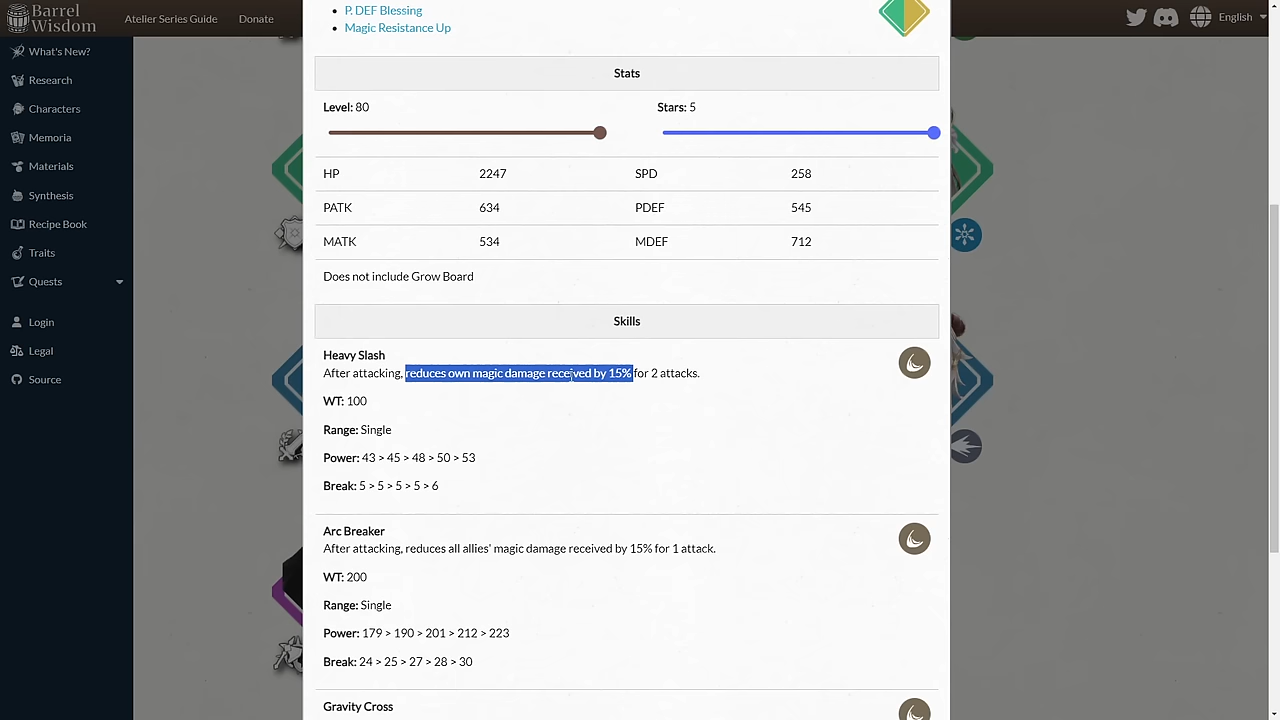 Barrel
Wisdom
Atelier Series Guide
Donate
English
What's New?
Research
Characters
Memoria
Materials
Synthesis
Recipe Book
Traits
Quests
Login
Legal
Source
P. DEF Blessing
Magic Resistance Up
Stats
Level: 80
Stars: 5
HP 2247 SPD 258
PATK 634 PDEF 545
MATK 534 MDEF 712
Does not include Grow Board
Skills
Heavy Slash
After attacking, reduces own magic damage received by 15% for 2 attacks.
WT: 100
Range: Single
Power: 43 > 45 > 48 > 50 > 53
Break: 5 > 5 > 5 > 5 > 6
Arc Breaker
After attacking, reduces all allies' magic damage received by 15% for 1 attack.
WT: 200
Range: Single
Power: 179 > 190 > 201 > 212 > 223
Break: 24 > 25 > 27 > 28 > 30
Gravity Cross